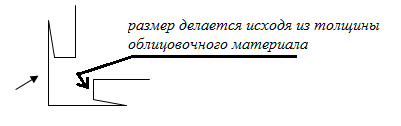 размер делается исходя из толщины
облицовочного материала